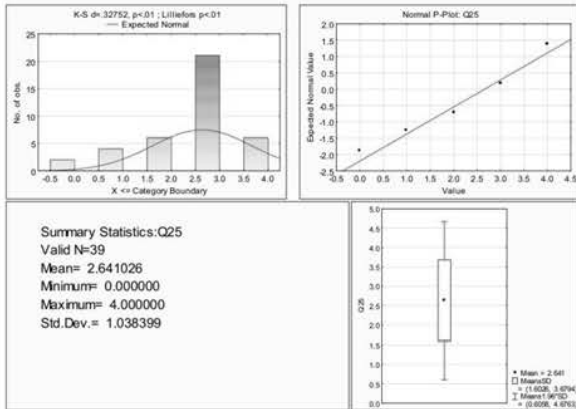 K-S d=.32752, p<.01 ; Lilliefors p<.01
Expected Normal
No. of obs.
25
20
15
10
5
0
-0.5 0.0 0.5 1.0 1.5 2.0 2.5 3.0 3.5 4.0
X <= Category Boundary
Normal P-Plot: Q25
Expected Normal Value
2.0
1.5
1.0
0.5
0.0
-0.5
-1.0
-1.5
-2.0
-2.5
-0.5 0.0 0.5 1.0 1.5 2.0 2.5 3.0 3.5 4.0 4.5
Value
Summary Statistics:Q25
Valid N=39
Mean= 2.641026
Minimum= 0.000000
Maximum= 4.000000
Std.Dev.= 1.038399
Q25
5.0
4.5
4.0
3.5
3.0
2.5
2.0
1.5
1.0
0.5
0.0
Mean = 2.641
Mean±SD
= (1.6026, 3.6794)
Mean±1.96*SD
= (0.6058, 4.6763)